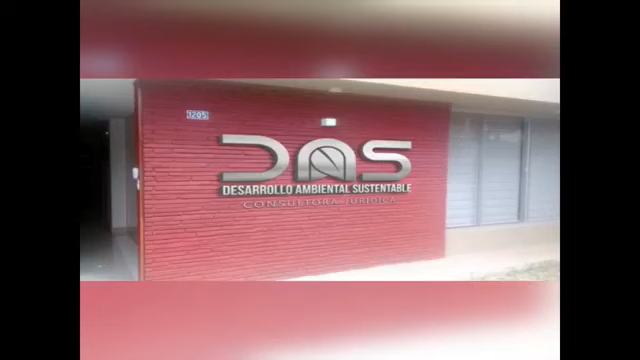 1205
DAS
DESARROLLO AMBIENTAL SUSTENTABLE
CONSULTORA JURIDICA